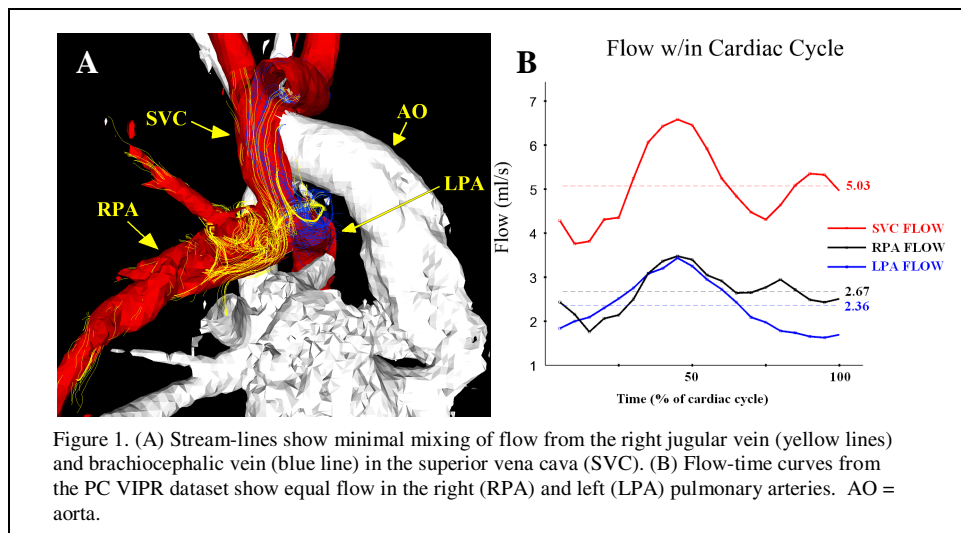 A
SVC
AO
LPA
RPA
B
Flow w/in Cardiac Cycle
7
6
5
4
3
2
1
Flow (ml/s)
5.03
SVC FLOW
RPA FLOW
LPA FLOW
2.67
2.36
50
100
Time (% of cardiac cycle)
Figure 1. (A) Stream-lines show minimal mixing of flow from the right jugular vein (yellow lines)
and brachiocephalic vein (blue line) in the superior vena cava (SVC). (B) Flow-time curves from
the PC VIPR dataset show equal flow in the right (RPA) and left (LPA) pulmonary arteries. AO =
aorta.